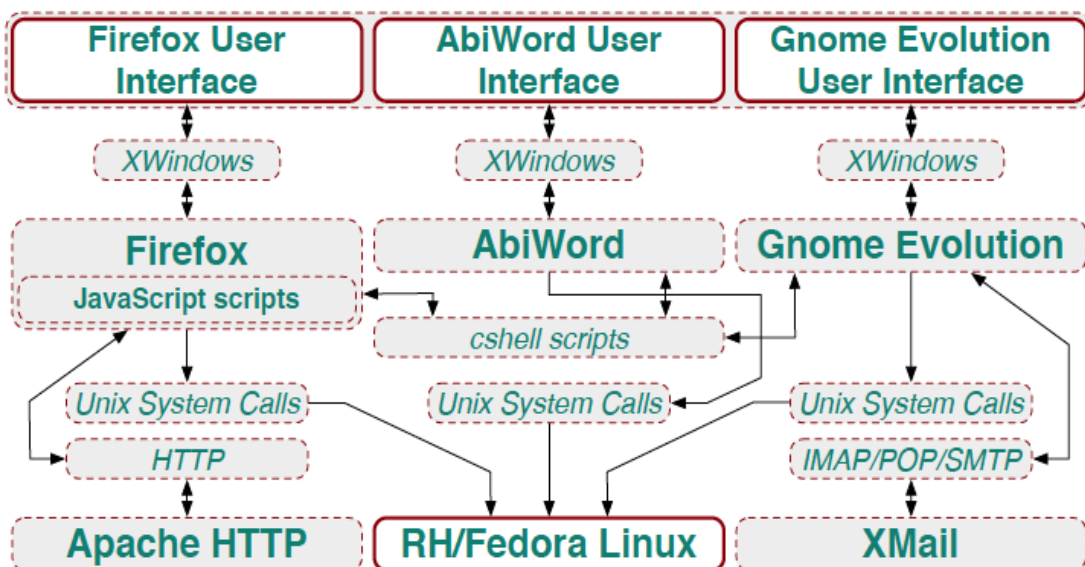 Firefox User
Interface
AbiWord User
Interface
Gnome Evolution
User Interface
XWindows
XWindows
XWindows
Firefox
JavaScript scripts
AbiWord
Gnome Evolution
cshell scripts
Unix System Calls
Unix System Calls
Unix System Calls
HTTP
IMAP/POP/SMTP
Apache HTTP
RH/Fedora Linux
XMail